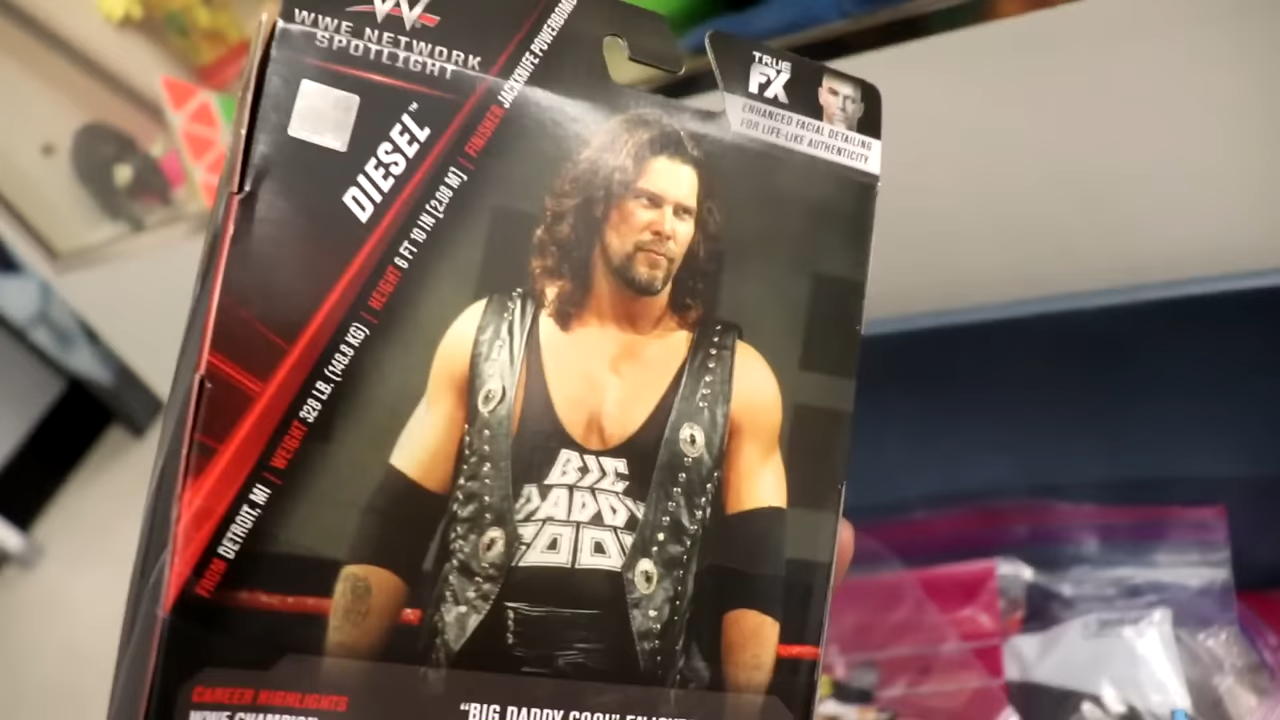 WWE NETWORK
SPOTLIGHT
DIESEL™
FROM DETROIT, MI | WEIGHT 328 LB. (148.8 KG) | HEIGHT 6 FT 10 IN [2.08 M] | FINISHER JACKKNIFE POWERBOMB
TRUE
FX
ENHANCED FACIAL DETAILING
FOR LIFE-LIKE AUTHENTICITY
BIG
DADDY
COOL
CAREER HIGHLIGHTS
WWE CHAMPION
"BIG DADDY COOL"